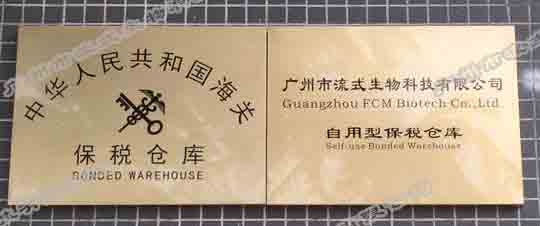 中华人民共和国海关
保税仓库
BONDED WAREHOUSE
广州市流式生物科技有限公司
Guangzhou FCM Biotech Co.,Ltd.
自用型保税仓库
Self-use Bonded Warehouse